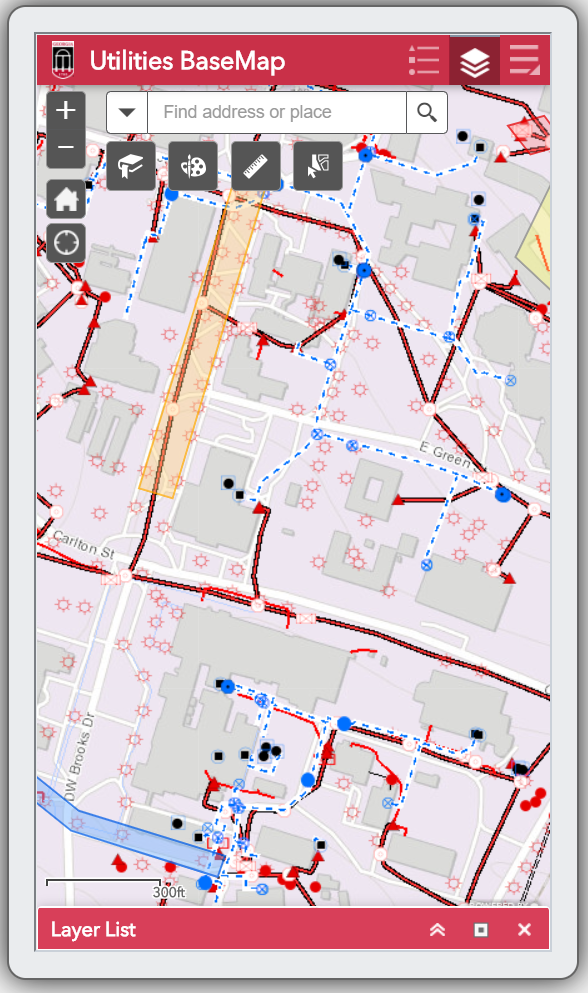 Utilities BaseMap
+
Find address or place
−
E Green
Carlton St
DW Brooks Dr
300ft
Layer List